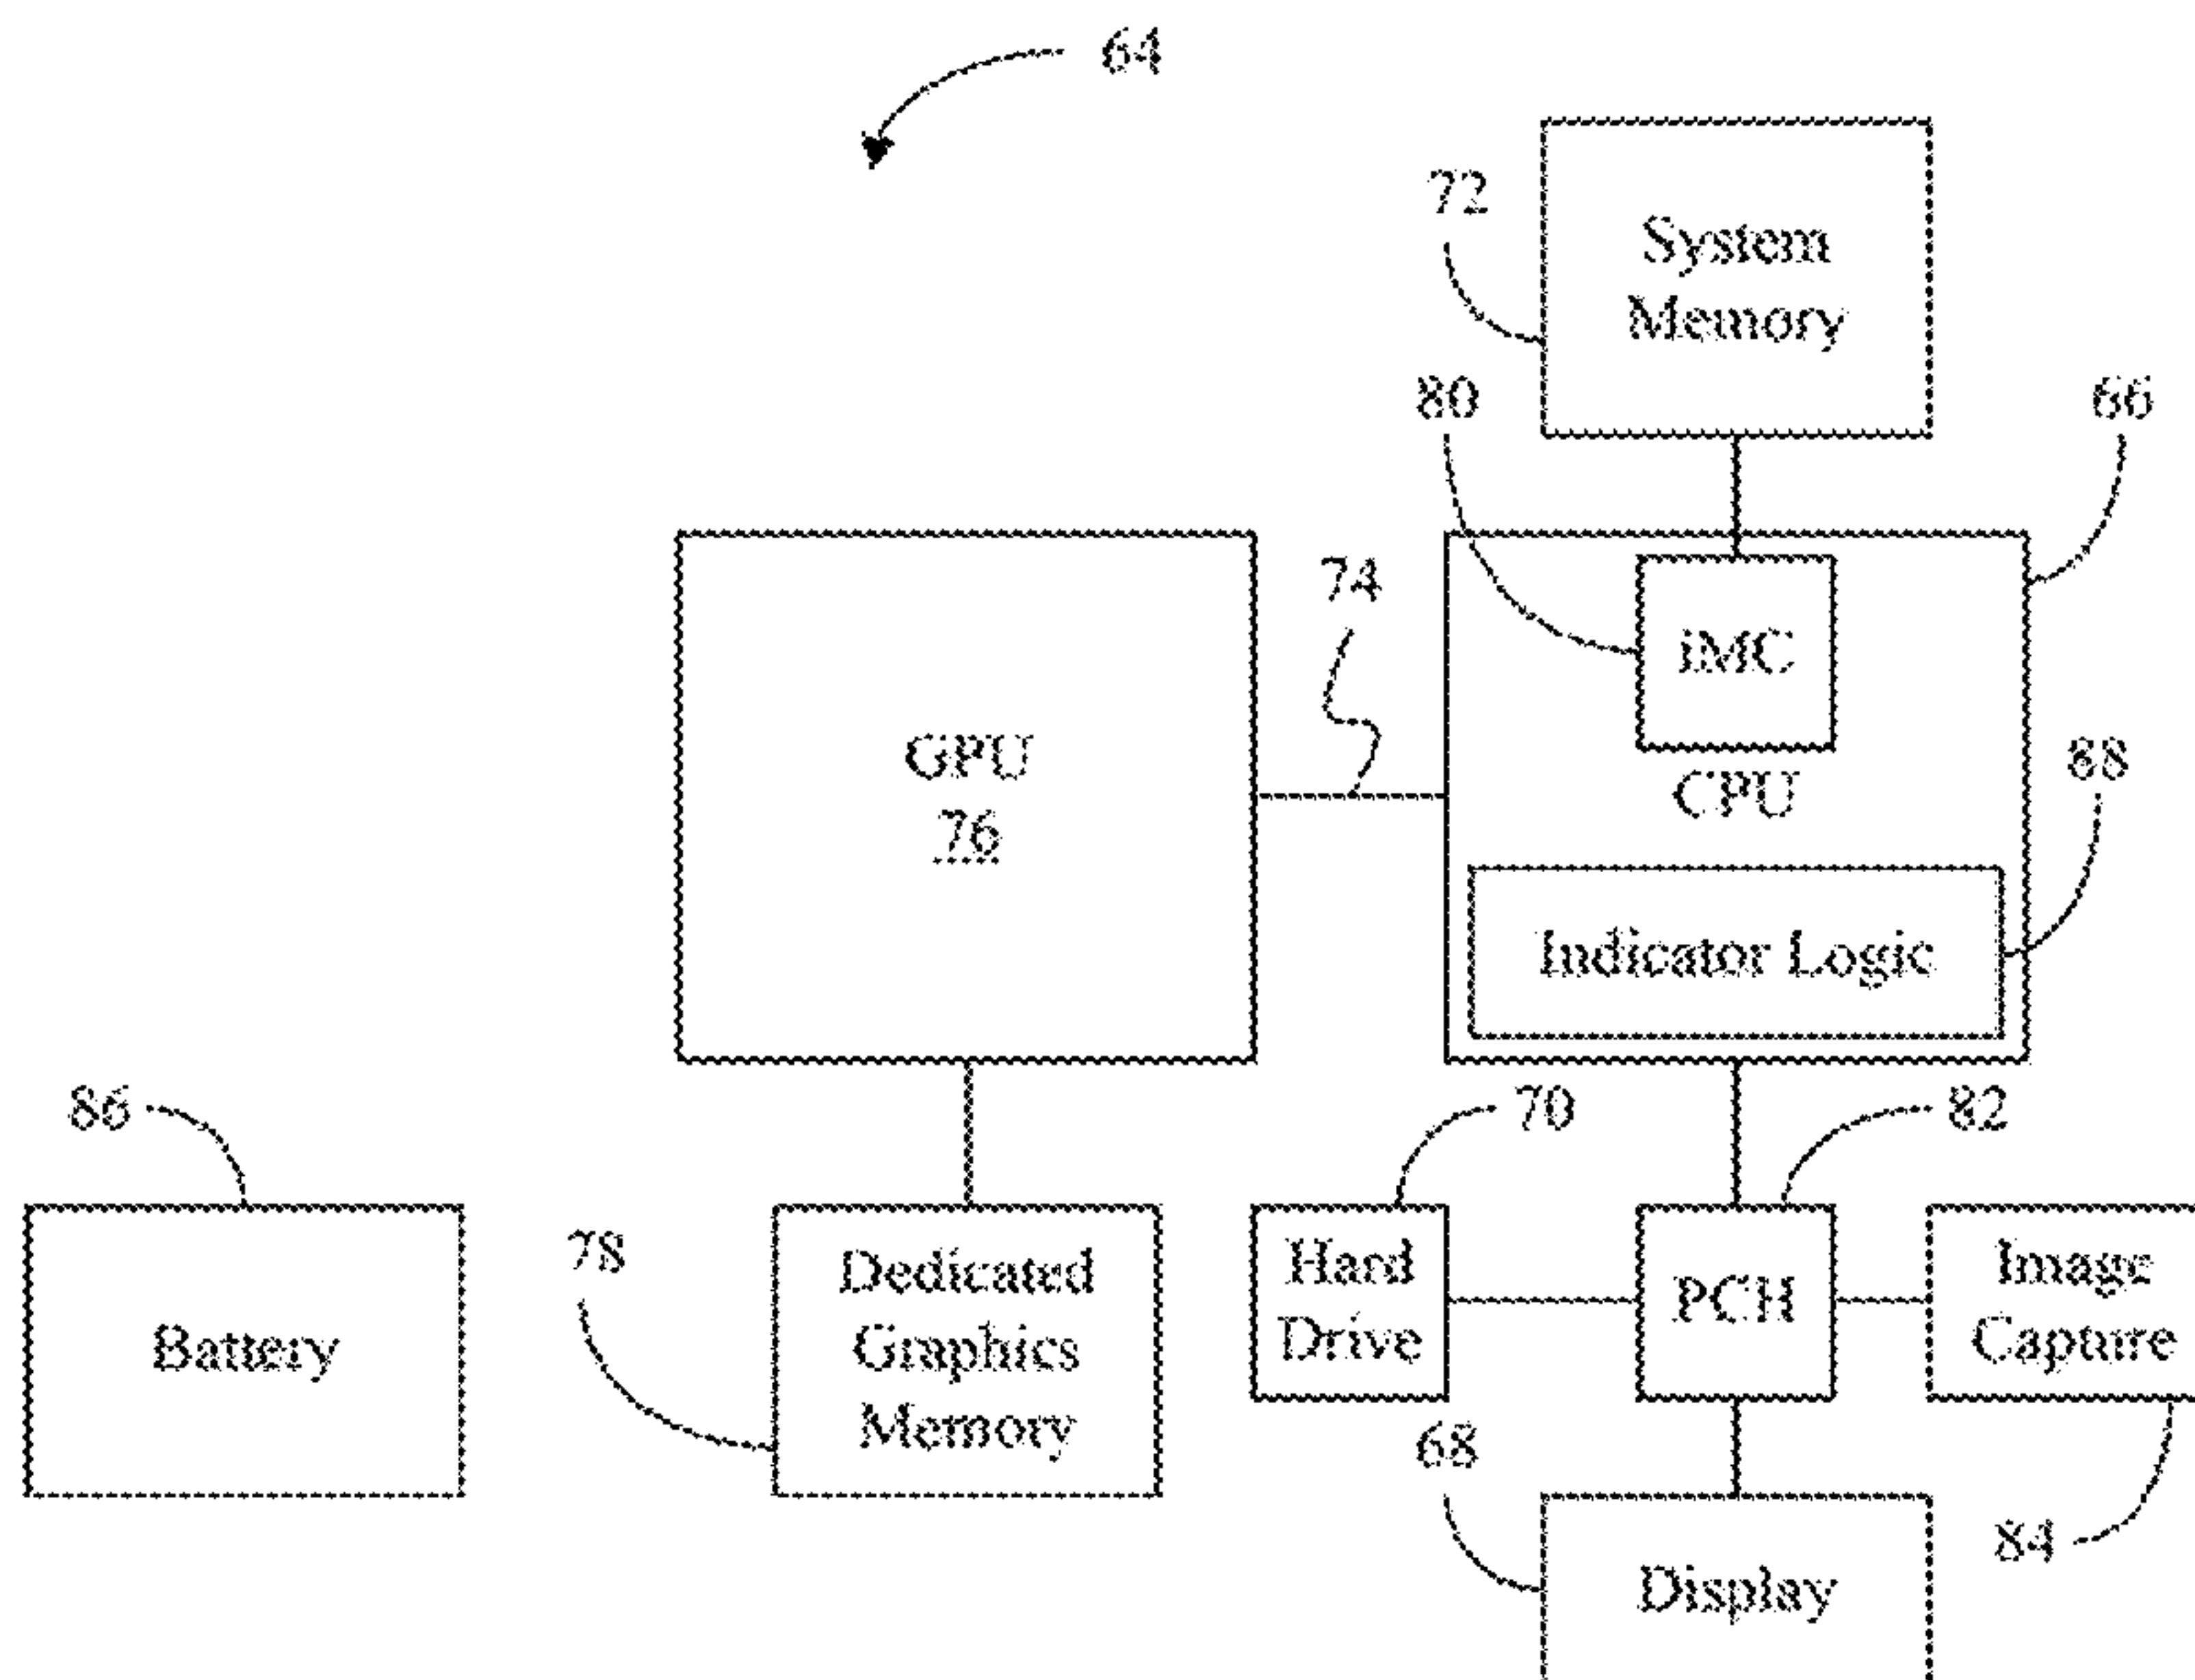 64
72
System
Memory
80
66
74
iMC
GPU
76
CPU
88
Indicator Logic
86
70
82
78
Battery
Dedicated
Graphics
Memory
Hard
Drive
PCH
Image
Capture
68
84
Display